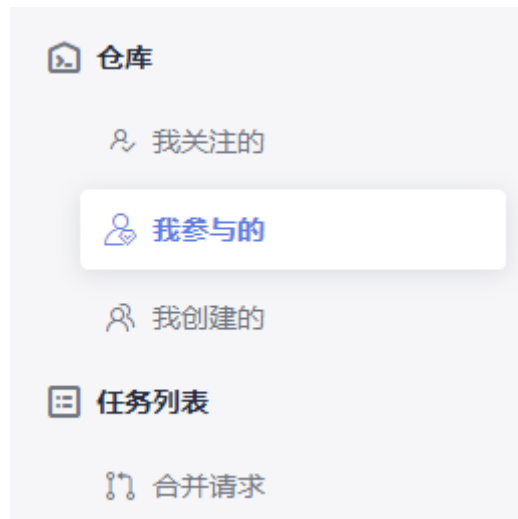 仓库
我关注的
我参与的
我创建的
任务列表
合并请求